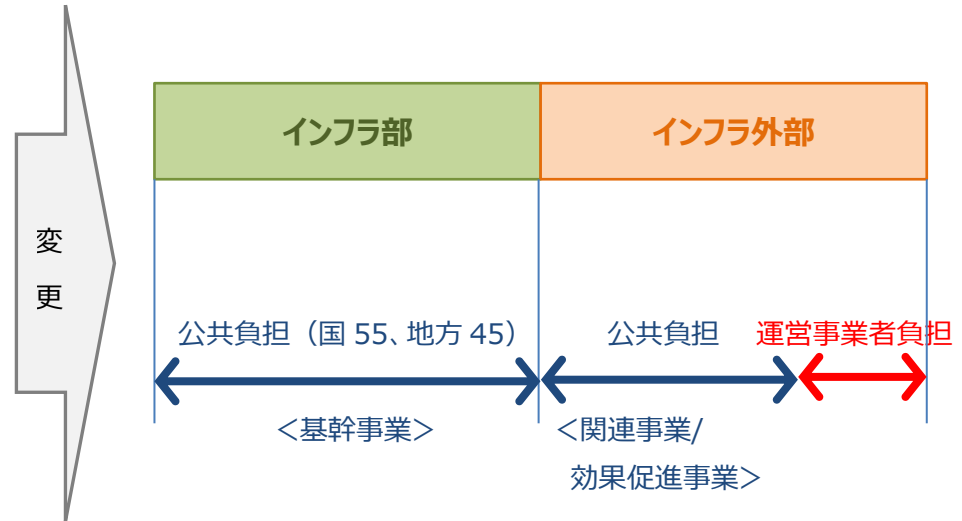 インフラ部
インフラ外部
変
更
公共負担（国 55、地方 45）
公共負担
運営事業者負担
＜基幹事業＞
＜関連事業/
効果促進事業＞